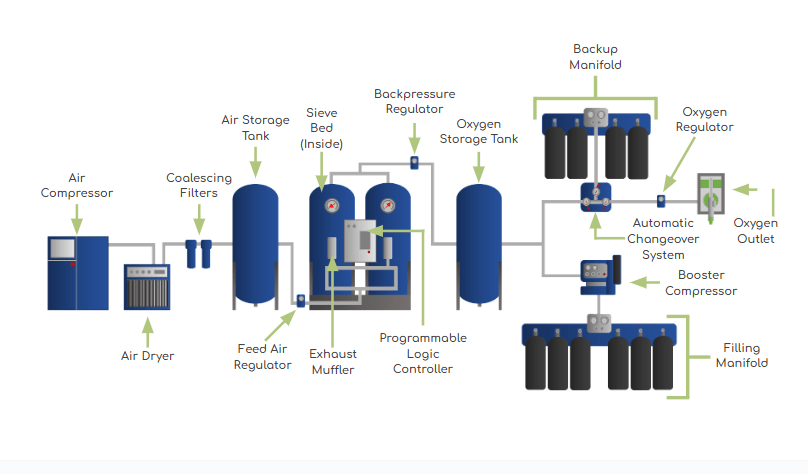 Backup
Manifold
Backpressure
Regulator
Air Storage
Tank
Sieve
Bed
(Inside)
Oxygen
Storage Tank
Oxygen
Regulator
Air
Compressor
Coalescing
Filters
Automatic
Changeover
System
Oxygen
Outlet
Booster
Compressor
Air Dryer
Feed Air
Regulator
Exhaust
Muffler
Programmable
Logic
Controller
Filling
Manifold